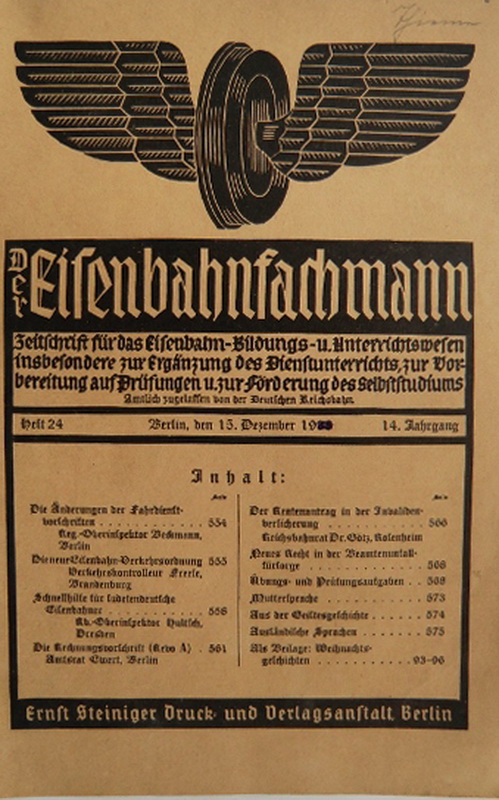 Der Eisenbahnfachmann
Zeitschrift für das Eisenbahn-Bildungs- u. Unterrichtswesen
insbesondere zur Ergänzung des Dienstunterrichts, zur Vor-
bereitung auf Prüfungen u. zur Förderung des Selbststudiums
Amtlich zugelassen von der Deutschen Reichsbahn.
Heft 24 Berlin, den 15. Dezember 14. Jahrgang
Inhalt:
Seite
Die Änderungen der Fahrdienst-
vorschriften . . . . . . . . . . 554
Rg.-Oberinspektor Beckmann,
Berlin
Die neue Eisenbahn-Verkehrsordnung 555
Verkehrskontrolleur
Brandenburg
Schnellhilfe für sudetendeutsche
Eisenbahner . . . . . . . . . . 556
Rb.-Oberinspektor
Dresden
Die Rechnungsvorschrift (Revo A) . 561
Amtsrat Ewert, Berlin
Seite
Der Rentenantrag in der Invaliden-
versicherung . . . . . . . . . . 566
Reichsbahnrat Dr. Götz, Rosenheim
Neues Recht in der Beamtenunfall-
fürsorge . . . . . . . . . . . . 568
Übungs- und Prüfungsaufgaben . . 569
Muttersprache . . . . . . . . . 573
Aus der Geistesgeschichte . . . . . 574
Ausländische Sprachen . . . . . . 575
Als Beilage: Weihnachts-
geschichten . . . . . . . . . . 93-96
Ernst Steiniger Druck- und Verlagsanstalt, Berlin